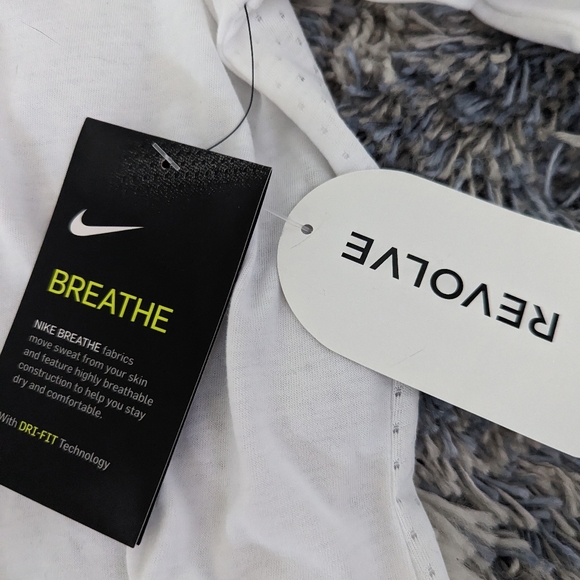 BREATHE
NIKE BREATHE fabrics
move sweat from your skin
and feature highly breathable
construction to help you stay
dry and comfortable.
With DRI-FIT Technology
REVOLVE